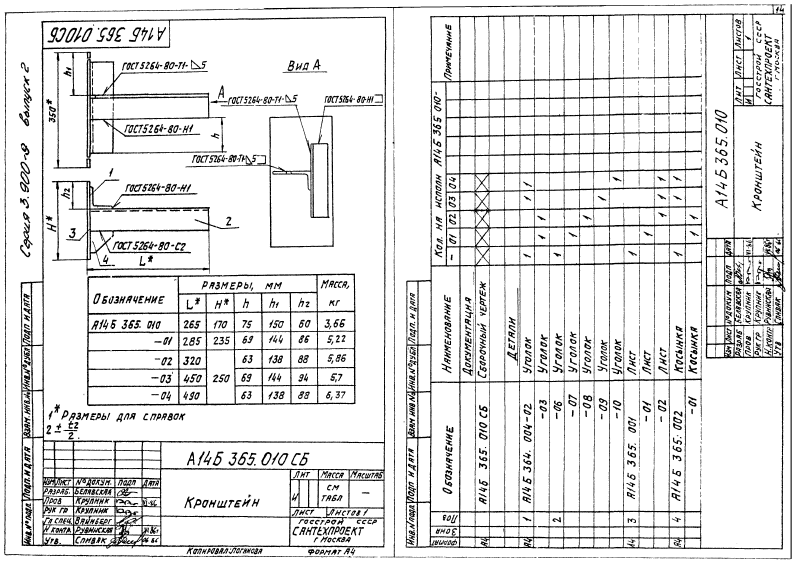 А14Б 365.010СБ
Серия 3.900-9 Выпуск 2
ГОСТ 5264-80-Т1-◺5
Вид А
h1
350*
А
ГОСТ 5264-80-Т1-◺5
ГОСТ 5264-80-Н1
ГОСТ 5264-80-Н1
h
ГОСТ 5264-80-Т1-◺5
1
h2
ГОСТ 5264-80-Н1
H*
2
3
4
ГОСТ 5264-80-С2
L*
Обозначение Размеры, мм Масса, кг
L* H* h h1 h2
А14Б 365.010 265 170 75 150 60 3,66
-01 285 235 69 144 86 5,22
-02 320 63 138 88 5,86
-03 450 250 69 144 94 5,7
-04 490 63 138 88 6,37
1* Размеры для справок
2 ± t2/2.
А14Б 365.010 СБ
Кронштейн
Лит Масса Масштаб
И СМ ТАБЛ —
Лист Листов 1
Госстрой СССР
САНТЕХПРОЕКТ
г Москва
Изм Лист № докум. Подп Дата
Разраб. Белявская
Пров Крупник
Рук гр Крупник
Гл спец. Вайнберг
Н контр Рувинская
Утв. Спивак
Копировал: Логанова Формат А4
Инв.№ подл. Подп. и дата Взам. инв.№ Инв.№ дубл Подп. и дата
14
Формат Зона Поз Обозначение Наименование Кол. на исполн А14Б 365 010- Примечание
- 01 02 03 04
Документация
А4 А14Б 365.010 СБ Сборочный чертеж
Детали
1 А14Б 364.004-02 Уголок 1 1 1
-03 Уголок 1 1
2 -06 Уголок 1
-07 Уголок 1
-08 Уголок 1
-09 Уголок 1
-10 Уголок 1
3 А14Б 365.001 Лист 1
-01 Лист 1
-02 Лист 1 1 1
А4 4 А14Б 365.002 Косынка 1 1 1
-01 Косынка 1 1
А14Б 365.010
Кронштейн
Лит Лист Листов
И 1
Госстрой СССР
САНТЕХПРОЕКТ
г. Москва
Изм Лист № докум Подп Дата
Разраб Белявская
Пров Крупник
Рук гр Крупник
Н. контр Рувинская
Утв Спивак
Инв.№ подл Подп и дата Взам. инв.№ Инв.№ дубл Подп. и дата